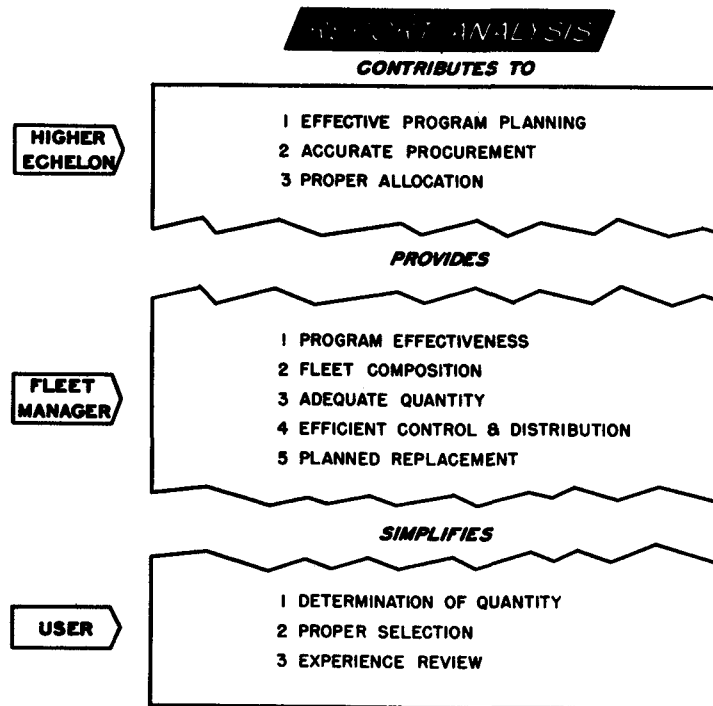 REPORT ANALYSIS
CONTRIBUTES TO
HIGHER
ECHELON
1 EFFECTIVE PROGRAM PLANNING
2 ACCURATE PROCUREMENT
3 PROPER ALLOCATION
PROVIDES
FLEET
MANAGER
1 PROGRAM EFFECTIVENESS
2 FLEET COMPOSITION
3 ADEQUATE QUANTITY
4 EFFICIENT CONTROL & DISTRIBUTION
5 PLANNED REPLACEMENT
SIMPLIFIES
USER
1 DETERMINATION OF QUANTITY
2 PROPER SELECTION
3 EXPERIENCE REVIEW